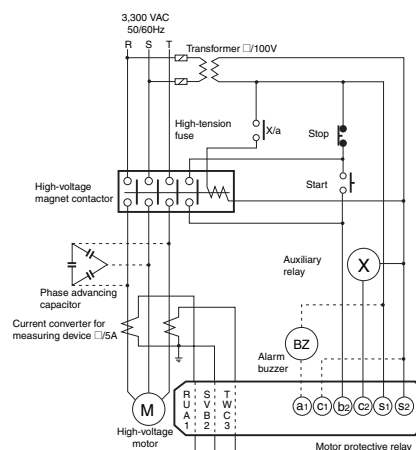 3,300 VAC
50/60Hz
R S T
Transformer □/100V
High-tension
fuse
X/a
Stop
Start
High-voltage
magnet contactor
Auxiliary
relay
X
Phase advancing
capacitor
Current converter for
measuring device □/5A
BZ
Alarm
buzzer
M
High-voltage
motor
R S T
U V W
A B C
1 2 3
a1 c1 b2 c2 s1 s2
Motor protective relay